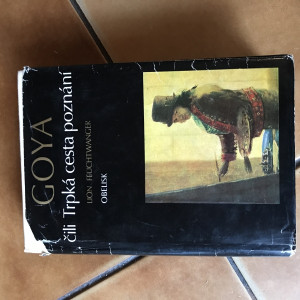 GOYA
čili Trpká cesta poznání
LION FEUCHTWANGER
OBELISK